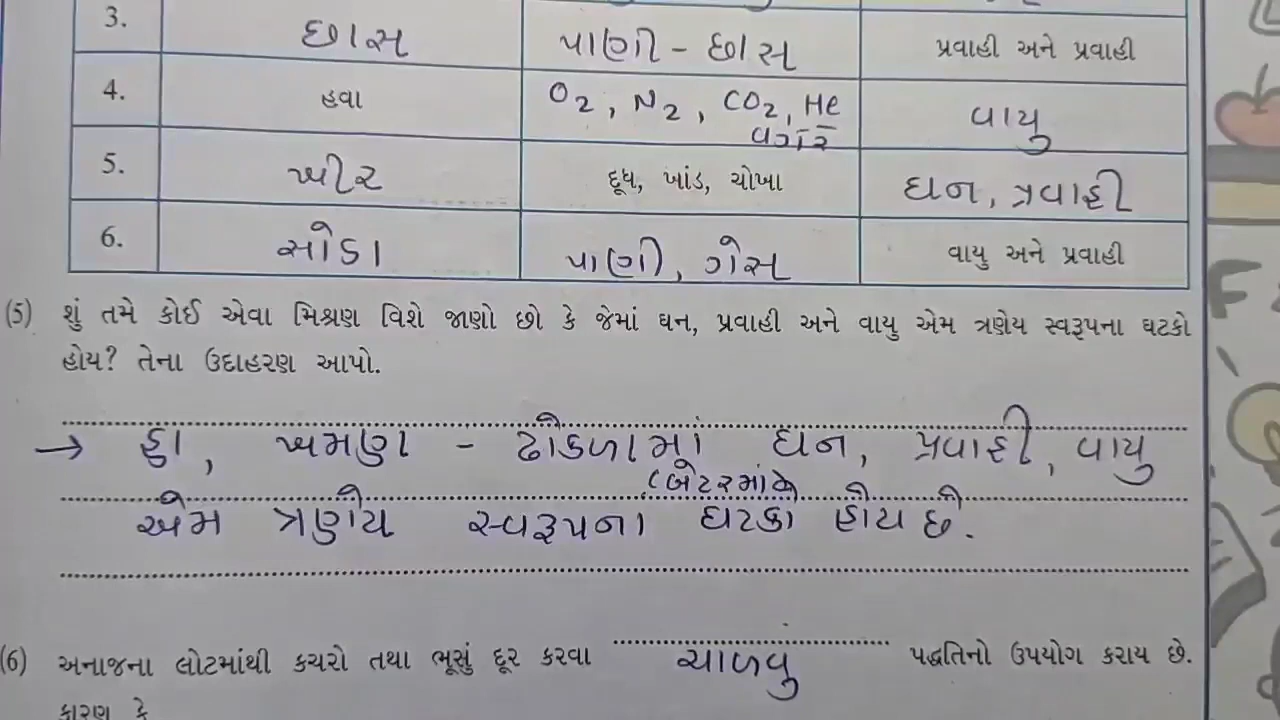 3. છાસ પાણી - છાસ પ્રવાહી અને પ્રવાહી
4. હવા O2, N2, CO2, He વગેરે વાયુ
5. ખીર દૂધ, ખાંડ, ચોખા ઘન, પ્રવાહી
6. સોડા પાણી, ગેસ વાયુ અને પ્રવાહી
(5) શું તમે કોઈ એવા મિશ્રણ વિશે જાણો છો કે જેમાં ઘન, પ્રવાહી અને વાયુ એમ ત્રણેય સ્વરૂપના ઘટકો
હોય? તેના ઉદાહરણ આપો.
→ હા, ખમણ - ઢોકળામાં ઘન, પ્રવાહી, વાયુ
(બેટરમાં)
એમ ત્રણેય સ્વરૂપના ઘટકો હોય છે.
(6) અનાજના લોટમાંથી કચરો તથા ભૂસું દૂર કરવા ચાળવું પદ્ધતિનો ઉપયોગ કરાય છે.
કારણ કે